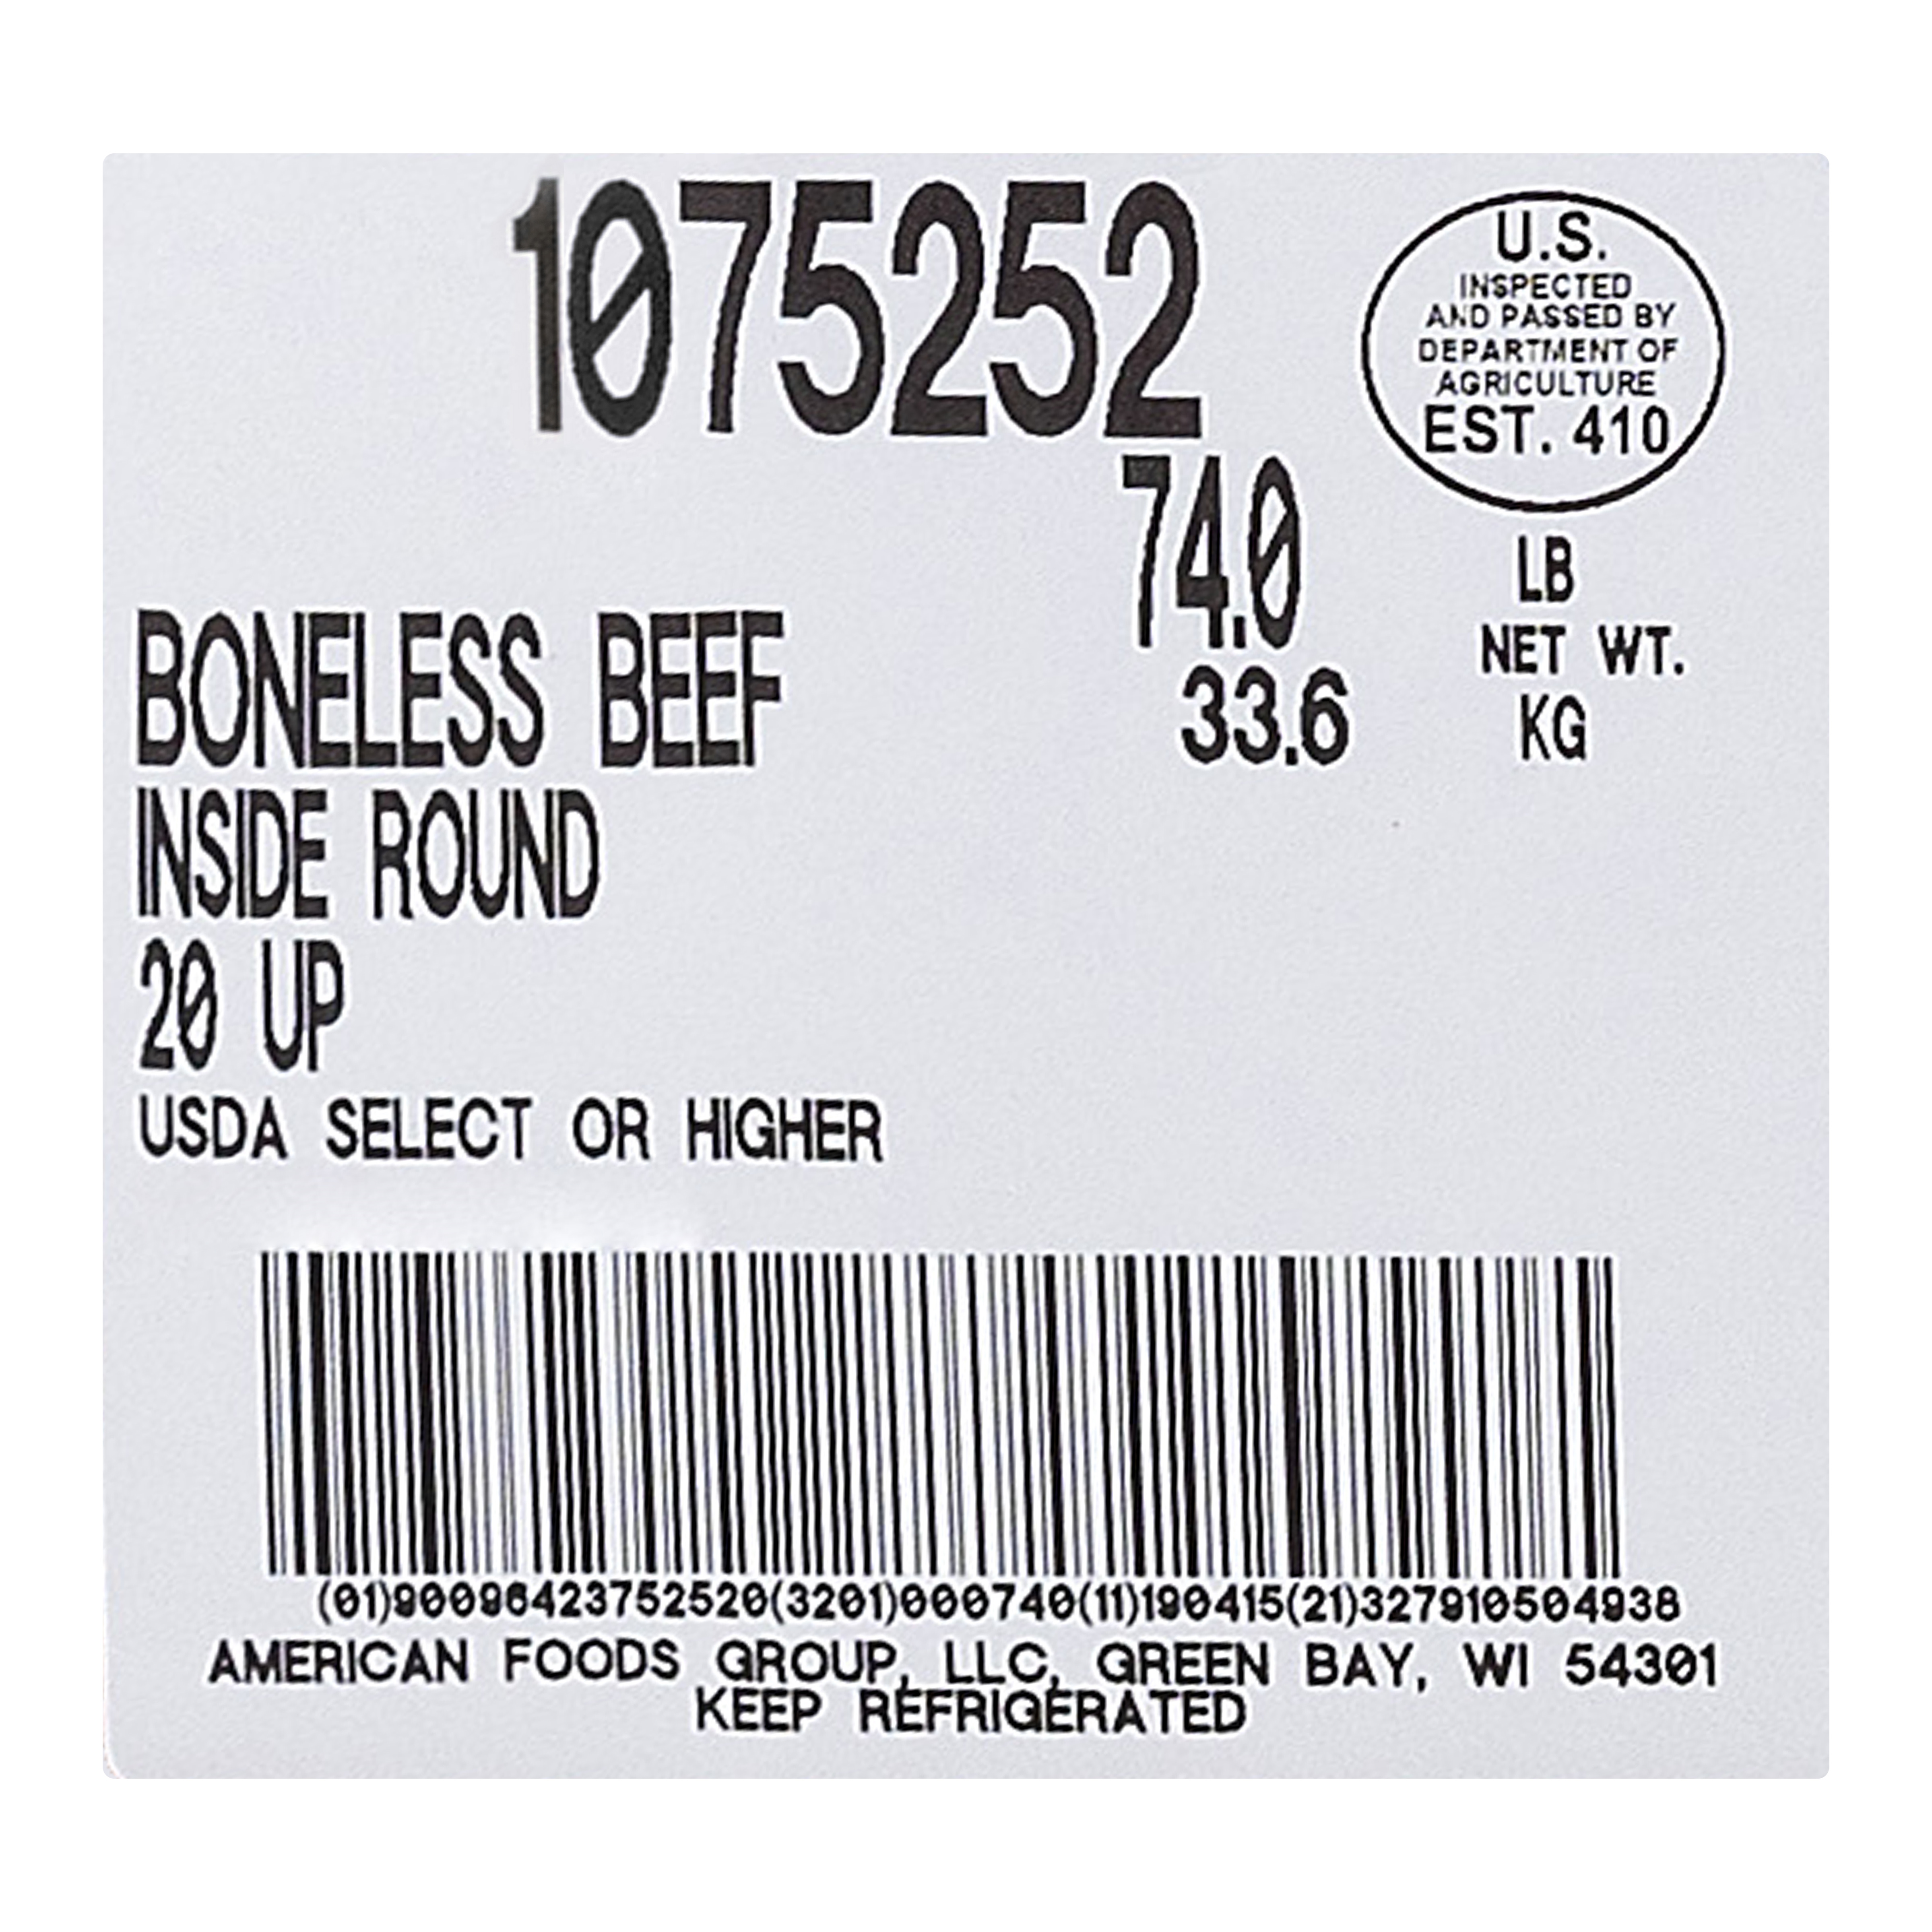 1075252
U.S.
INSPECTED
AND PASSED BY
DEPARTMENT OF
AGRICULTURE
EST. 410
74.0 LB
NET WT.
33.6 KG
BONELESS BEEF
INSIDE ROUND
20 UP
USDA SELECT OR HIGHER
(01)90096423752520(3201)000740(11)190415(21)327910504938
AMERICAN FOODS GROUP, LLC, GREEN BAY, WI 54301
KEEP REFRIGERATED